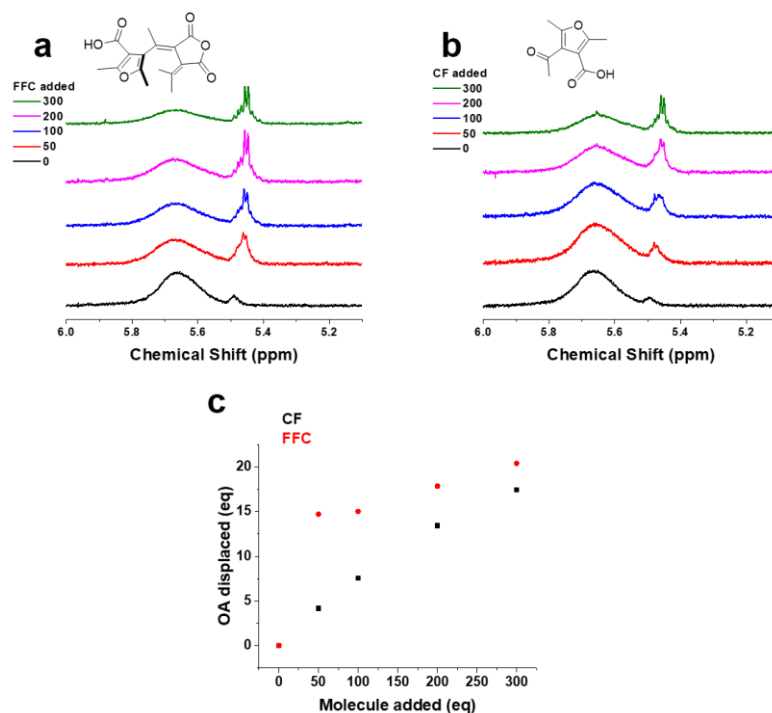 a
HO
O
O
O
O
O
FFC added
300
200
100
50
0
6.0 5.8 5.6 5.4 5.2
Chemical Shift (ppm)
b
O
O
O
OH
CF added
300
200
100
50
0
6.0 5.8 5.6 5.4 5.2
Chemical Shift (ppm)
c
CF
FFC
OA displaced (eq)
20
15
10
5
0
0 50 100 150 200 250 300
Molecule added (eq)